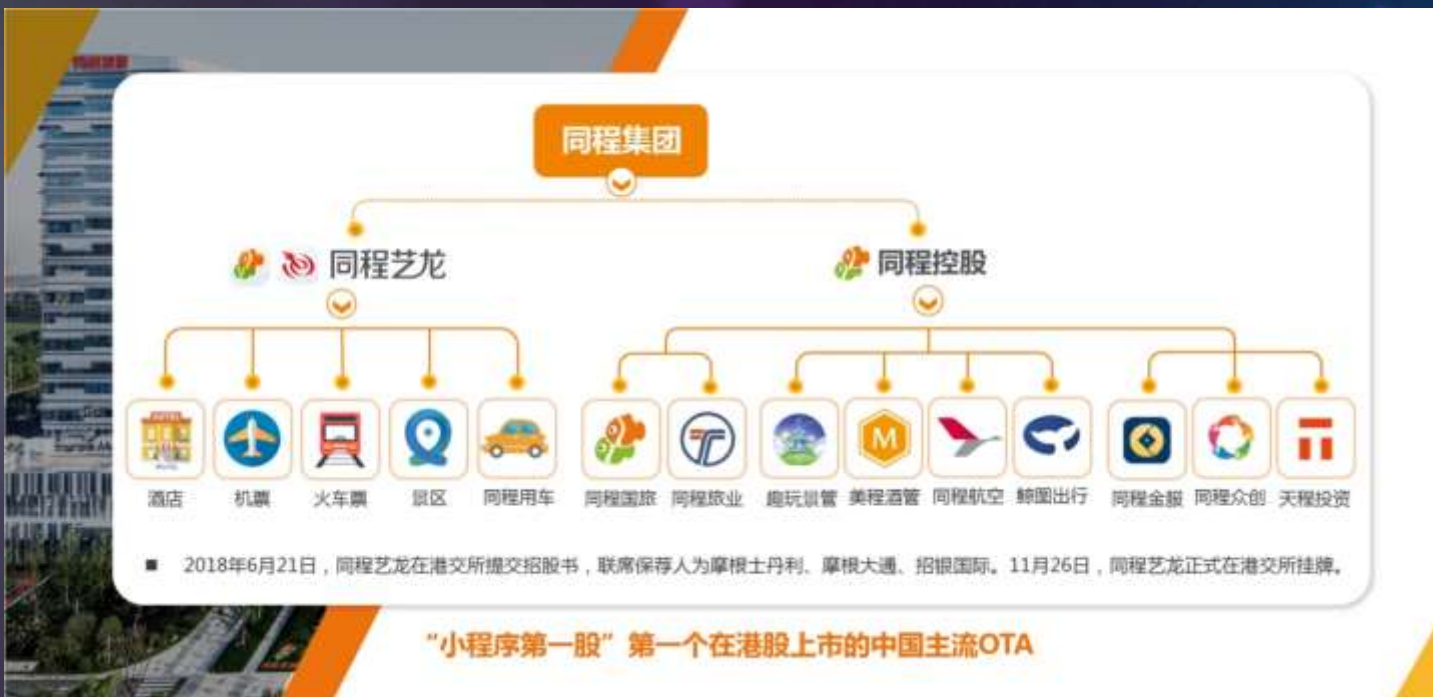 同程集团
同程艺龙
同程控股
酒店
机票
火车票
景区
同程用车
同程国旅
同程旅业
趣玩景管
美程酒管
同程航空
鲸图出行
同程金服
同程众创
天程投资
HOTEL
M
■ 2018年6月21日，同程艺龙在港交所提交招股书，联席保荐人为摩根士丹利、摩根大通、招银国际。11月26日，同程艺龙正式在港交所挂牌。
“小程序第一股”第一个在港股上市的中国主流OTA